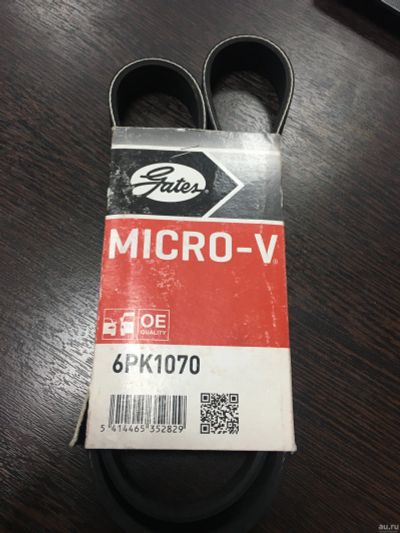 Gates
MICRO-V®
OE
QUALITY
6PK1070
5 414465 352829
au.ru